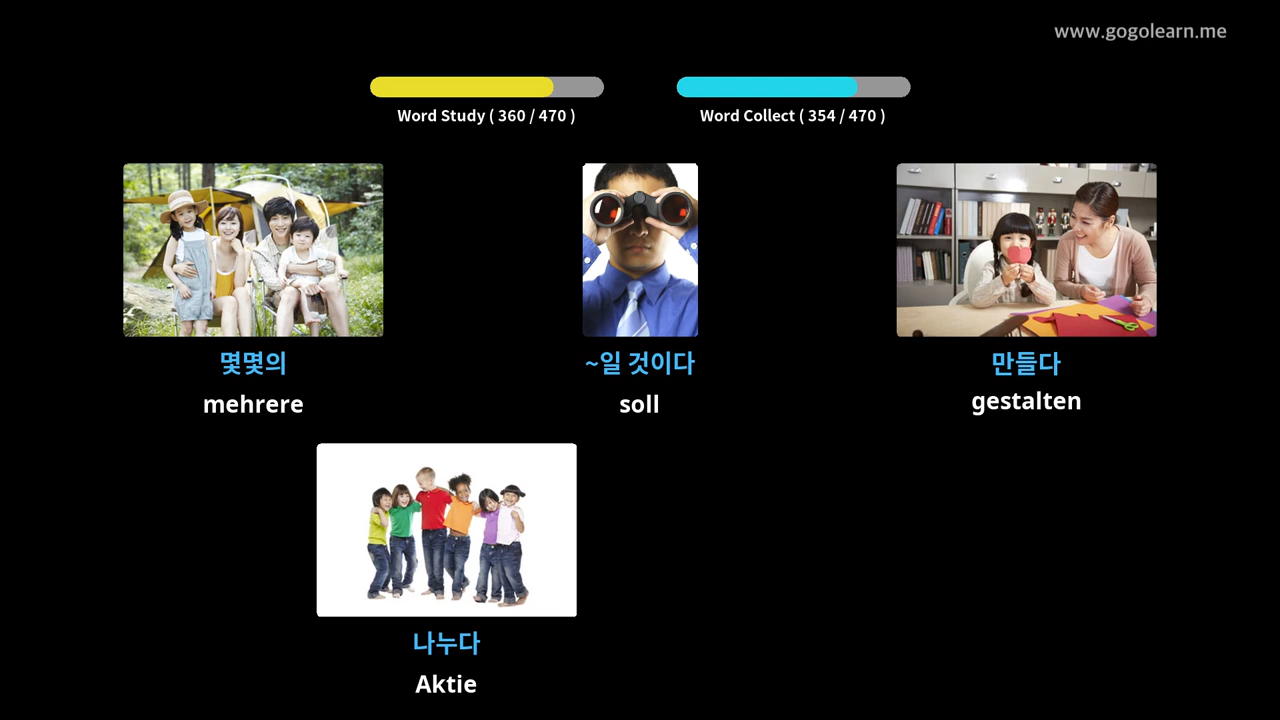 www.gogolearn.me
Word Study ( 360 / 470 )
Word Collect ( 354 / 470 )
몇몇의
~일 것이다
만들다
mehrere
soll
gestalten
나누다
Aktie